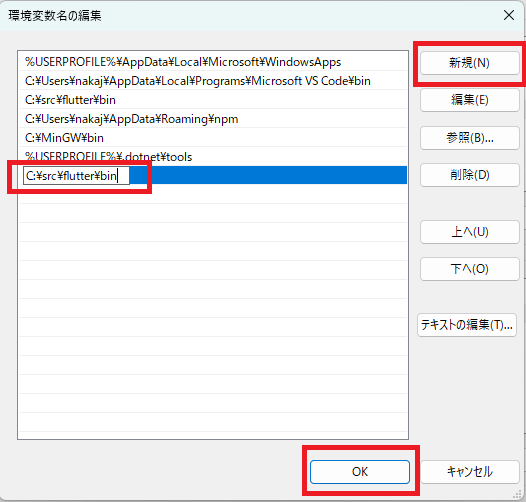 環境変数名の編集
%USERPROFILE%¥AppData¥Local¥Microsoft¥WindowsApps
C:¥Users¥nakaj¥AppData¥Local¥Programs¥Microsoft VS Code¥bin
C:¥src¥flutter¥bin
C:¥Users¥nakaj¥AppData¥Roaming¥npm
C:¥MinGW¥bin
%USERPROFILE%¥.dotnet¥tools
C:¥src¥flutter¥bin
新規(N)
編集(E)
参照(B)...
削除(D)
上へ(U)
下へ(O)
テキストの編集(T)...
OK
キャンセル